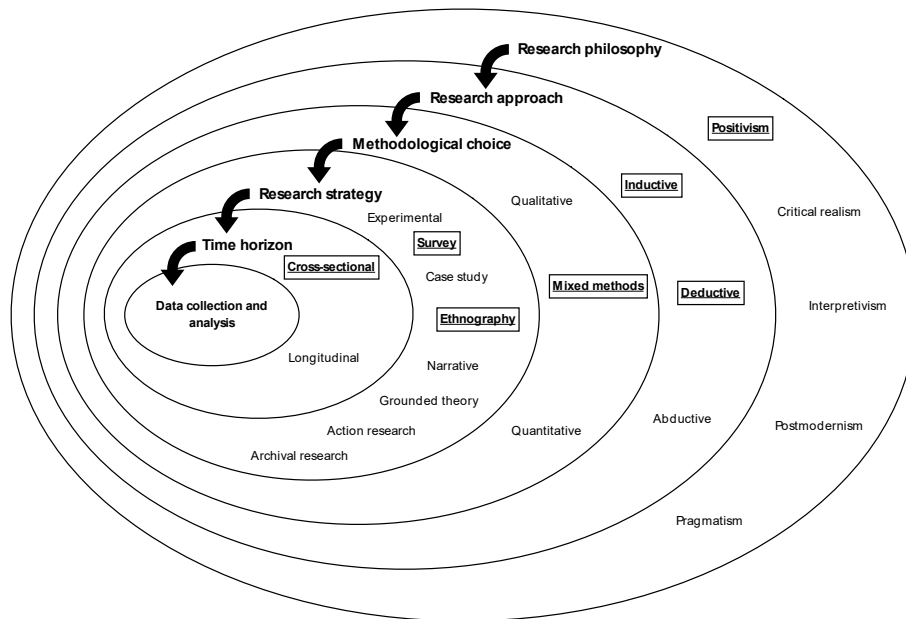 Research philosophy
Research approach
Positivism
Methodological choice
Inductive
Research strategy
Qualitative
Critical realism
Experimental
Time horizon
Survey
Cross-sectional
Case study
Mixed methods
Deductive
Data collection and
analysis
Interpretivism
Ethnography
Longitudinal
Narrative
Grounded theory
Abductive
Postmodernism
Action research
Quantitative
Archival research
Pragmatism